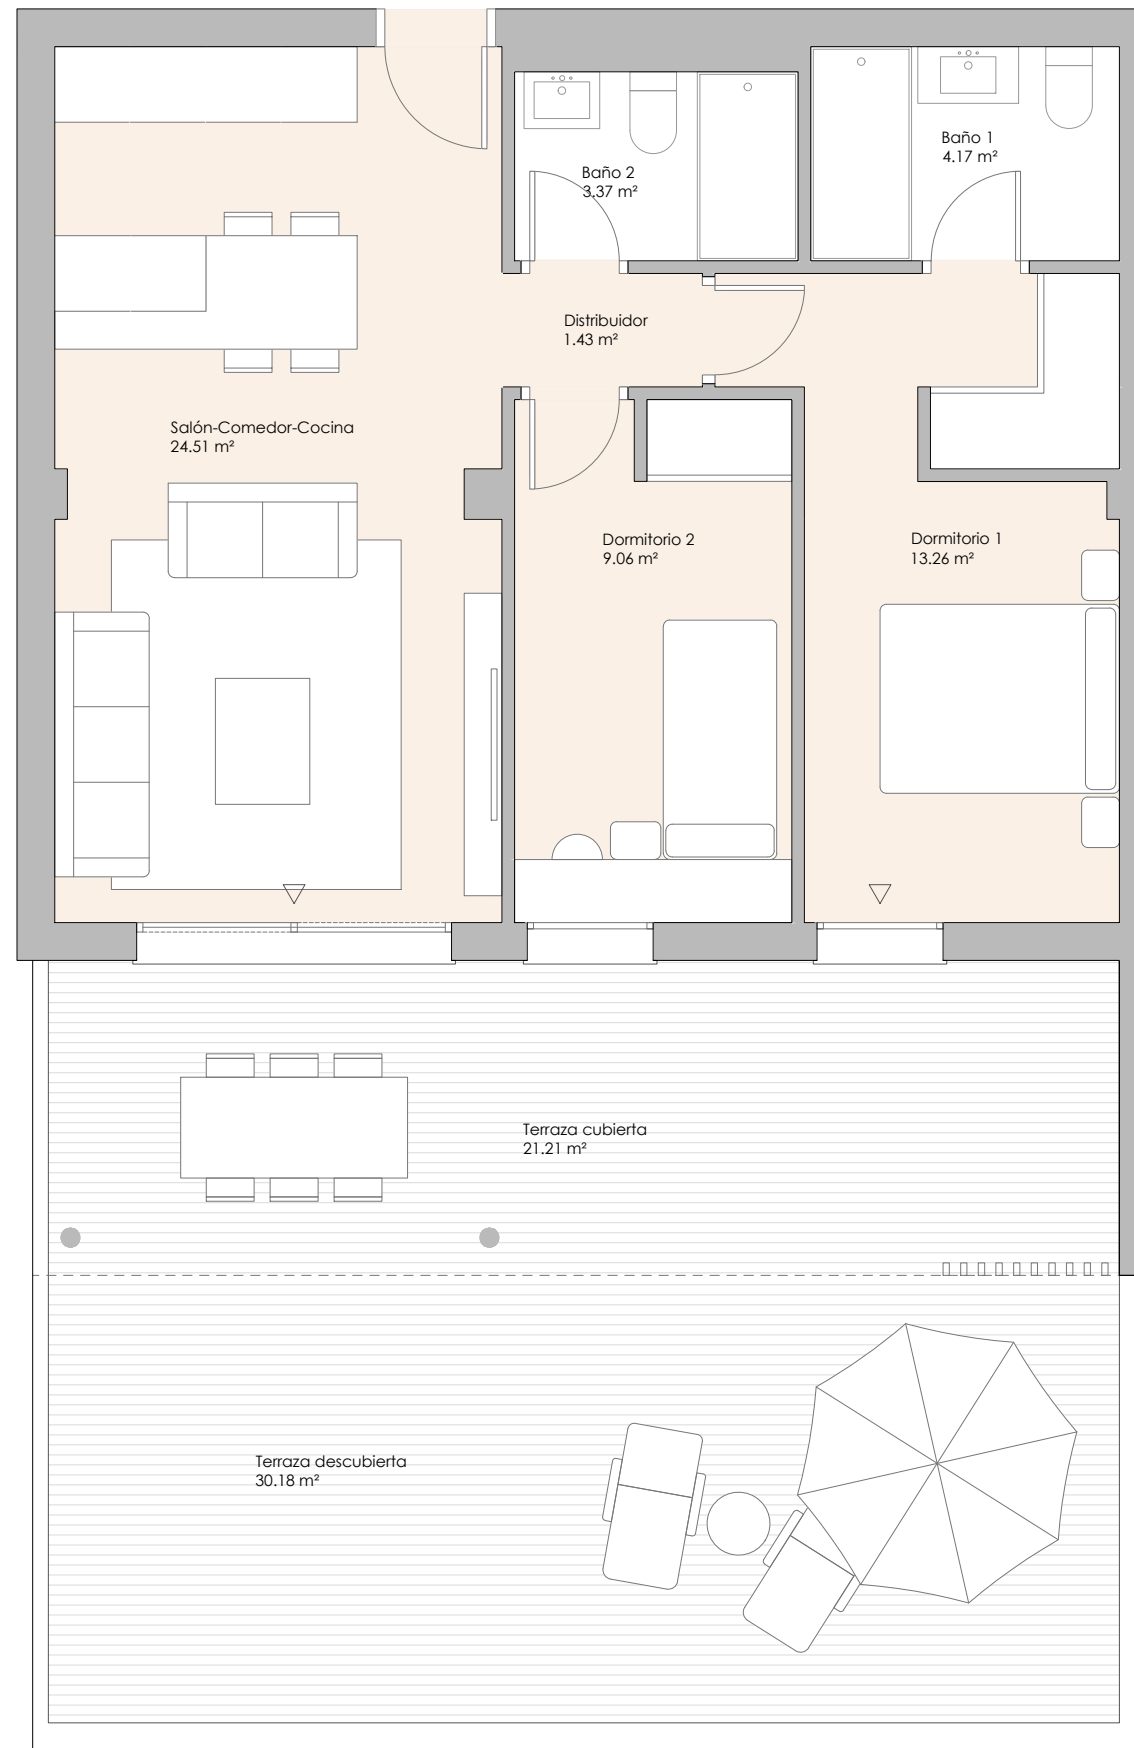 Baño 1
4.17 m²
Baño 2
3.37 m²
Distribuidor
1.43 m²
Salón-Comedor-Cocina
24.51 m²
Dormitorio 2
9.06 m²
Dormitorio 1
13.26 m²
Terraza cubierta
21.21 m²
Terraza descubierta
30.18 m²